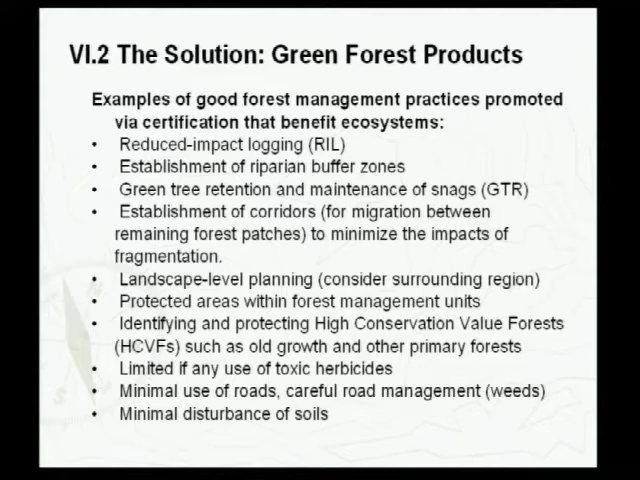 VI.2 The Solution: Green Forest Products
Examples of good forest management practices promoted
via certification that benefit ecosystems:
• Reduced-impact logging (RIL)
• Establishment of riparian buffer zones
• Green tree retention and maintenance of snags (GTR)
• Establishment of corridors (for migration between
remaining forest patches) to minimize the impacts of
fragmentation.
• Landscape-level planning (consider surrounding region)
• Protected areas within forest management units
• Identifying and protecting High Conservation Value Forests
(HCVFs) such as old growth and other primary forests
• Limited if any use of toxic herbicides
• Minimal use of roads, careful road management (weeds)
• Minimal disturbance of soils